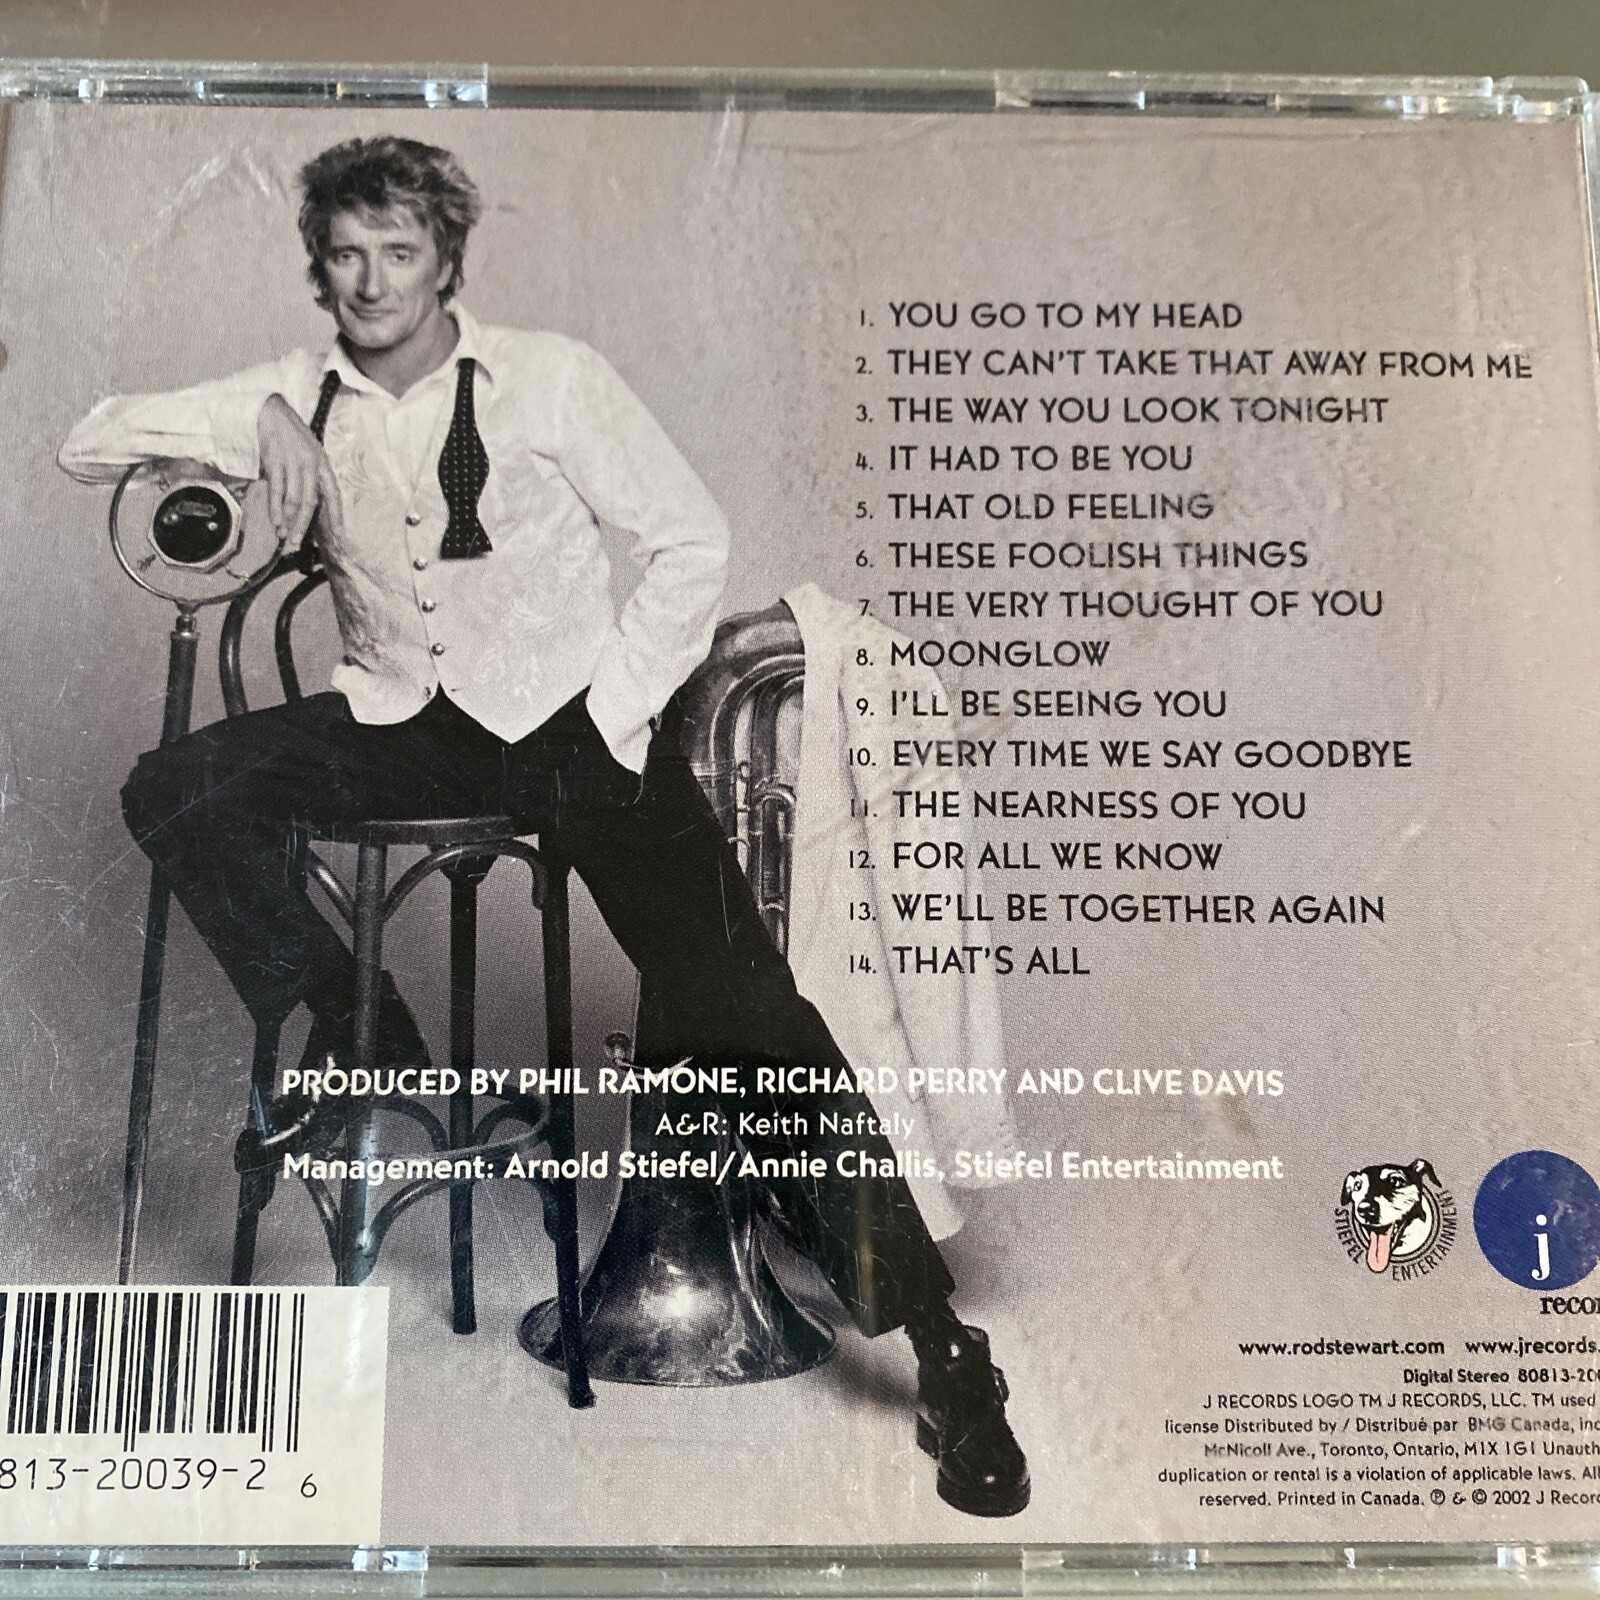 1. YOU GO TO MY HEAD
2. THEY CAN'T TAKE THAT AWAY FROM ME
3. THE WAY YOU LOOK TONIGHT
4. IT HAD TO BE YOU
5. THAT OLD FEELING
6. THESE FOOLISH THINGS
7. THE VERY THOUGHT OF YOU
8. MOONGLOW
9. I'LL BE SEEING YOU
10. EVERY TIME WE SAY GOODBYE
11. THE NEARNESS OF YOU
12. FOR ALL WE KNOW
13. WE'LL BE TOGETHER AGAIN
14. THAT'S ALL
PRODUCED BY PHIL RAMONE, RICHARD PERRY AND CLIVE DAVIS
A&R: Keith Naftaly
Management: Arnold Stiefel/Annie Challis, Stiefel Entertainment
STIEFEL ENTERTAINMENT
j
recor
www.rodstewart.com www.jrecords.
Digital Stereo 80813-200
J RECORDS LOGO TM J RECORDS, LLC. TM used
license Distributed by / Distribué par BMG Canada, inc
McNicoll Ave., Toronto, Ontario, M1X 1G1 Unauth
duplication or rental is a violation of applicable laws. All
reserved. Printed in Canada. ℗ & © 2002 J Recor
813-20039-2 6